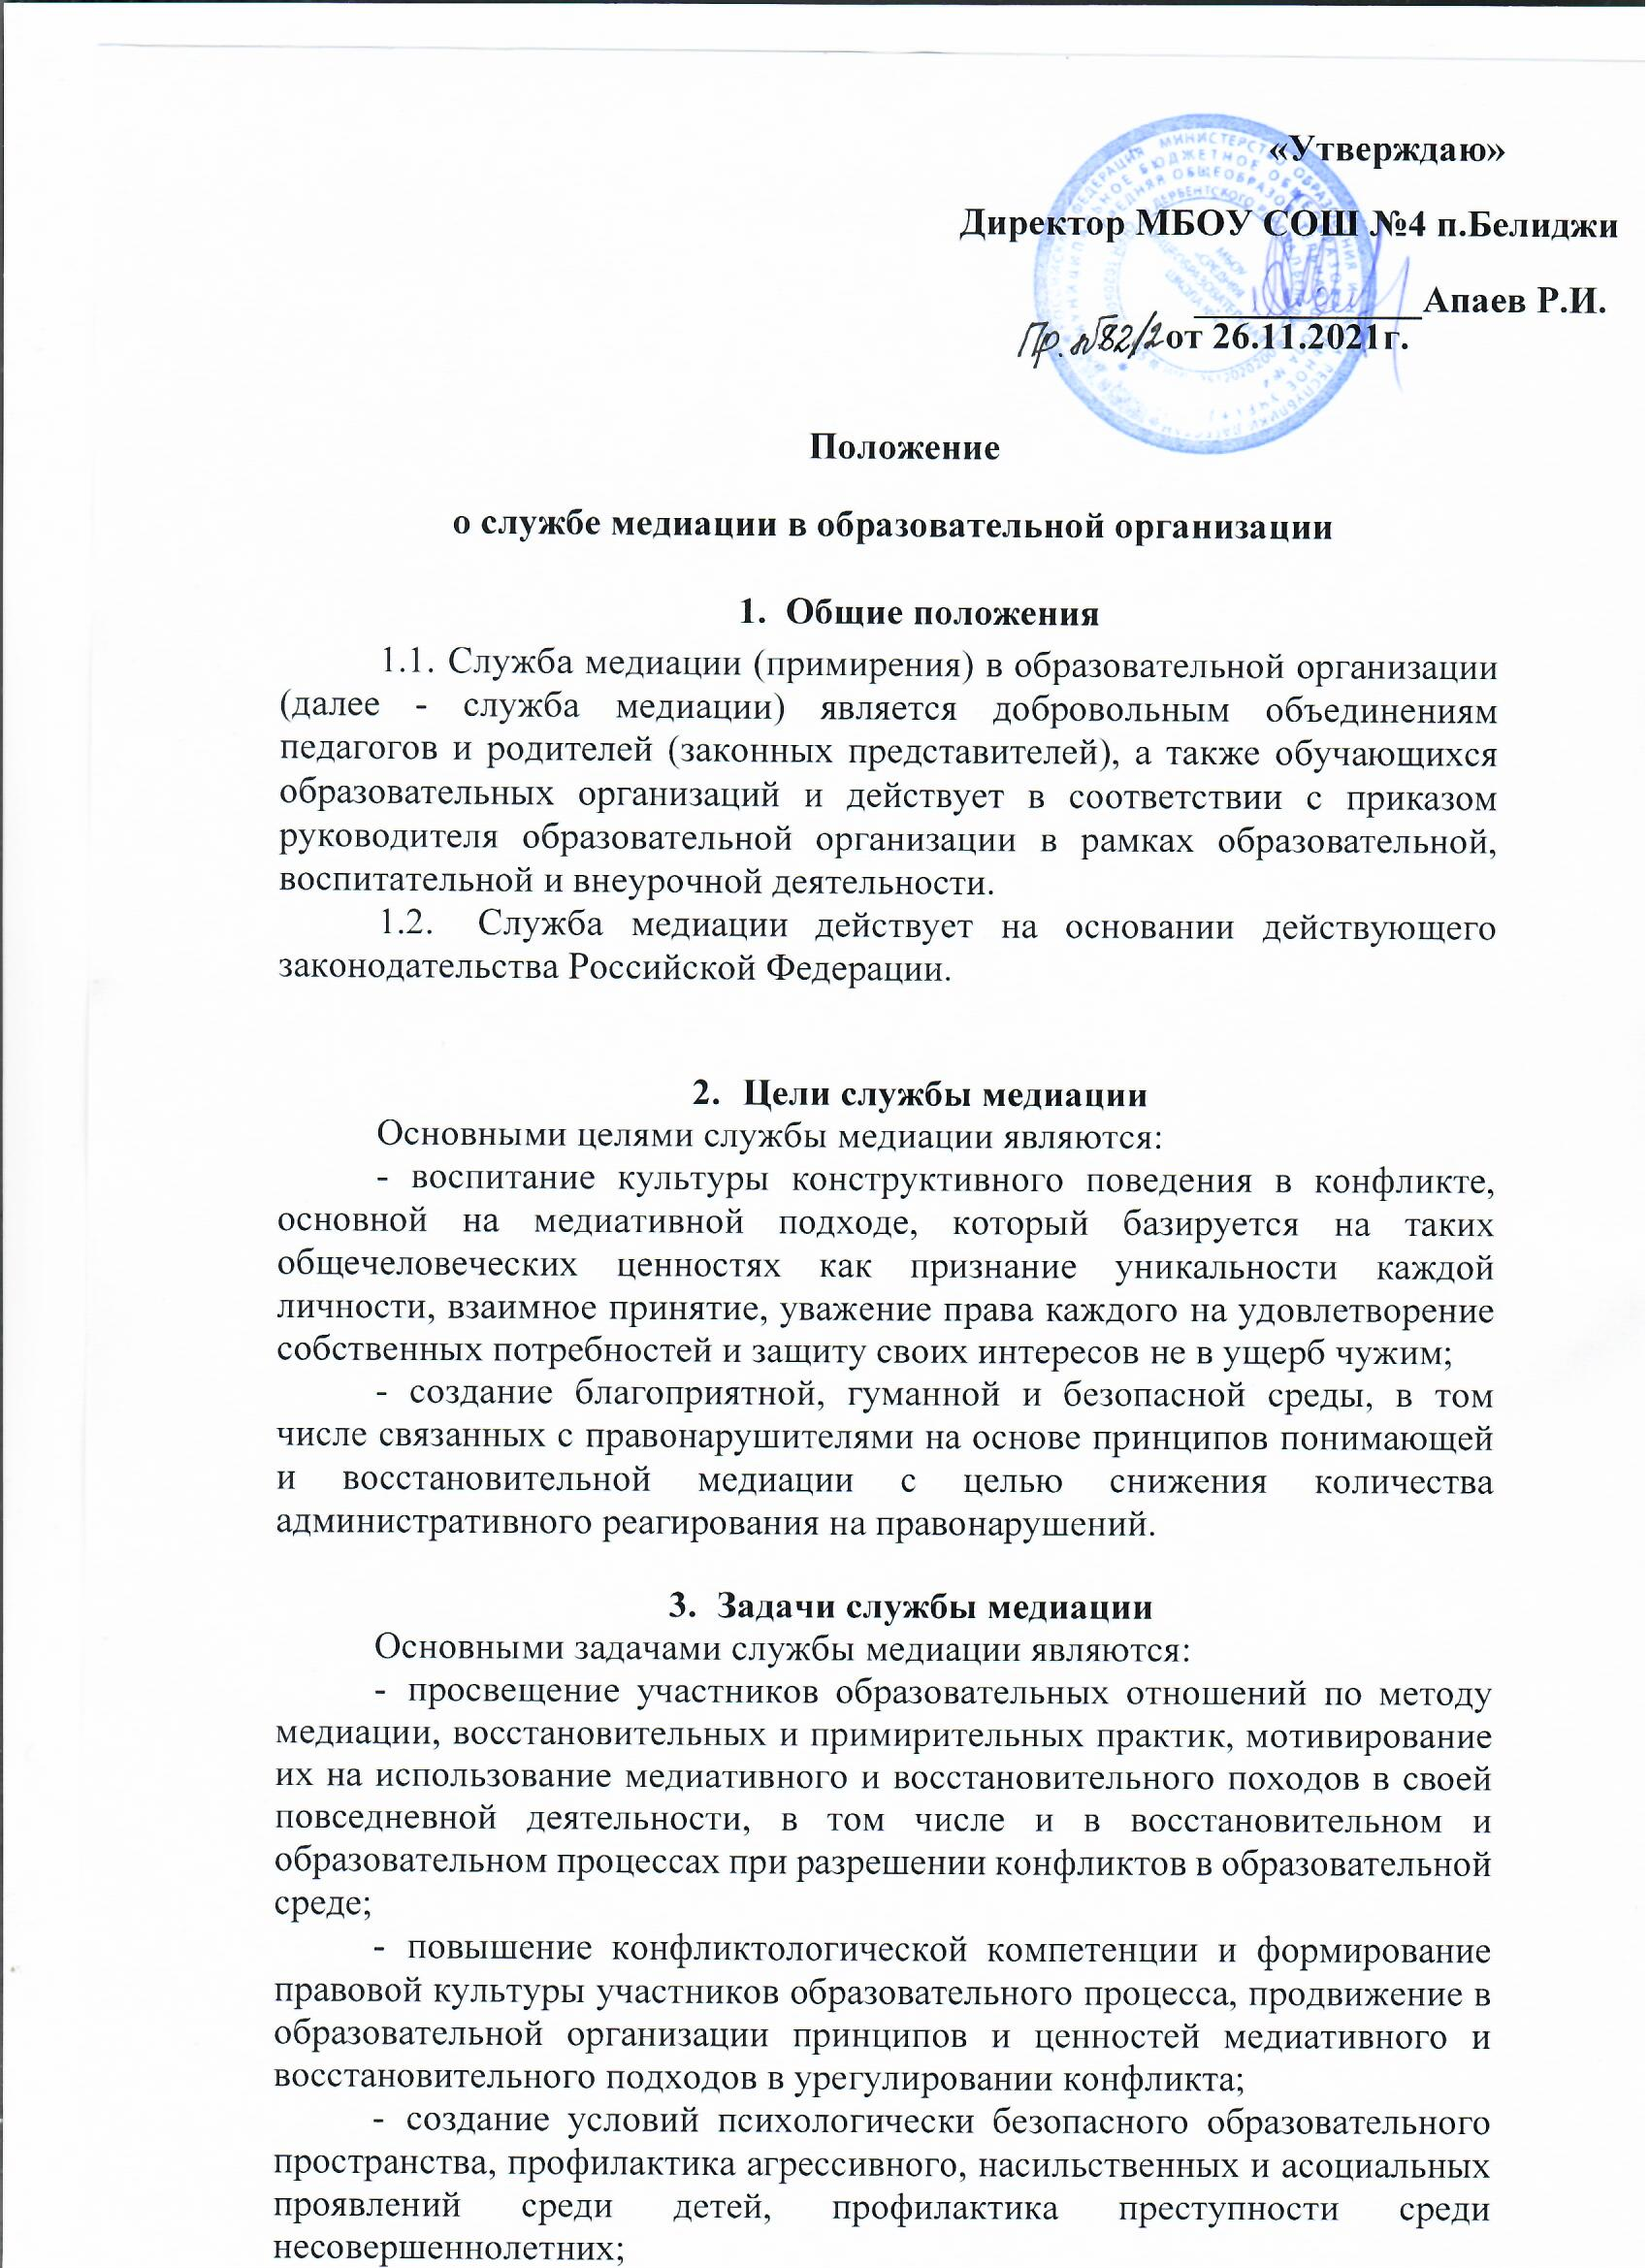 «Утверждаю»
Директор МБОУ СОШ №4 п.Белиджи
Апаев Р.И.
Пр. №82/2 от 26.11.2021г.
Положение
о службе медиации в образовательной организации
1. Общие положения
1.1. Служба медиации (примирения) в образовательной организации
(далее - служба медиации) является добровольным объединениям
педагогов и родителей (законных представителей), а также обучающихся
образовательных организаций и действует в соответствии с приказом
руководителя образовательной организации в рамках образовательной,
воспитательной и внеурочной деятельности.
1.2. Служба медиации действует на основании действующего
законодательства Российской Федерации.
2. Цели службы медиации
Основными целями службы медиации являются:
- воспитание культуры конструктивного поведения в конфликте,
основной на медиативной подходе, который базируется на таких
общечеловеческих ценностях как признание уникальности каждой
личности, взаимное принятие, уважение права каждого на удовлетворение
собственных потребностей и защиту своих интересов не в ущерб чужим;
- создание благоприятной, гуманной и безопасной среды, в том
числе связанных с правонарушителями на основе принципов понимающей
и восстановительной медиации с целью снижения количества
административного реагирования на правонарушений.
3. Задачи службы медиации
Основными задачами службы медиации являются:
- просвещение участников образовательных отношений по методу
медиации, восстановительных и примирительных практик, мотивирование
их на использование медиативного и восстановительного походов в своей
повседневной деятельности, в том числе и в восстановительном и
образовательном процессах при разрешении конфликтов в образовательной
среде;
- повышение конфликтологической компетенции и формирование
правовой культуры участников образовательного процесса, продвижение в
образовательной организации принципов и ценностей медиативного и
восстановительного подходов в урегулировании конфликта;
- создание условий психологически безопасного образовательного
пространства, профилактика агрессивного, насильственных и асоциальных
проявлений среди детей, профилактика преступности среди
несовершеннолетних;